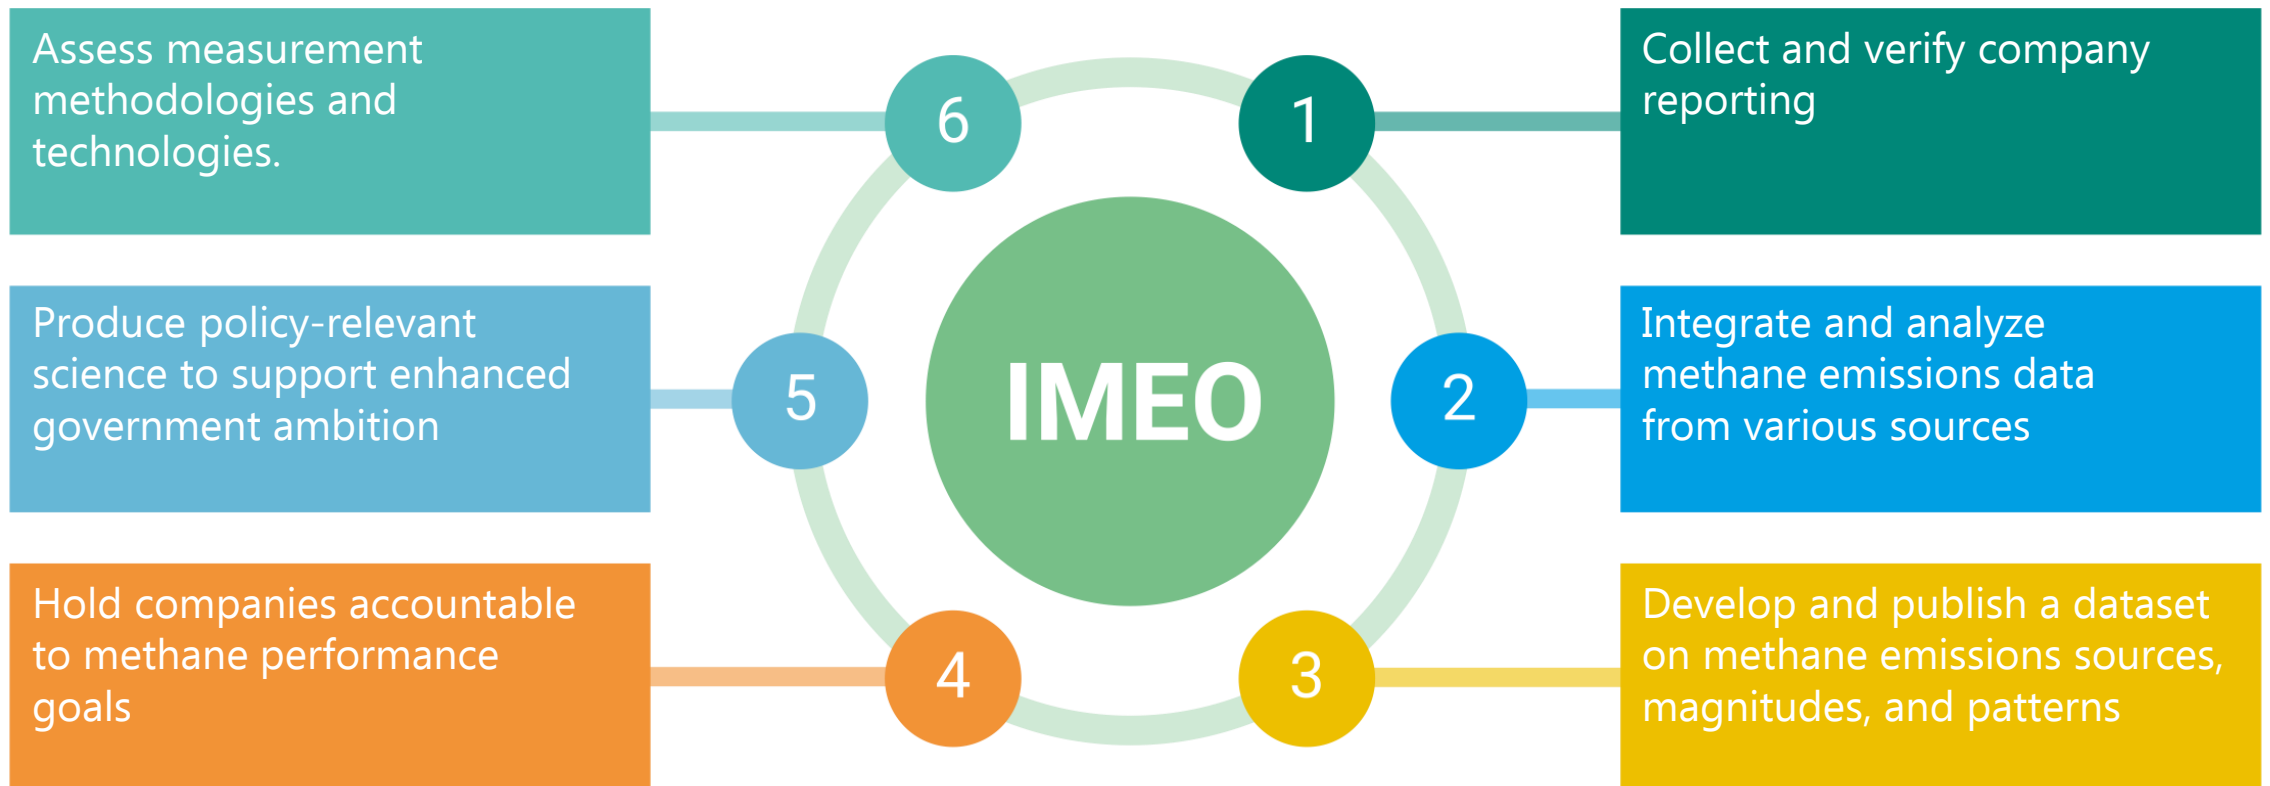 Assess measurement
methodologies and
technologies.
6
1
Collect and verify company
reporting
Produce policy-relevant
science to support enhanced
government ambition
5
IMEO
2
Integrate and analyze
methane emissions data
from various sources
Hold companies accountable
to methane performance
goals
4
3
Develop and publish a dataset
on methane emissions sources,
magnitudes, and patterns